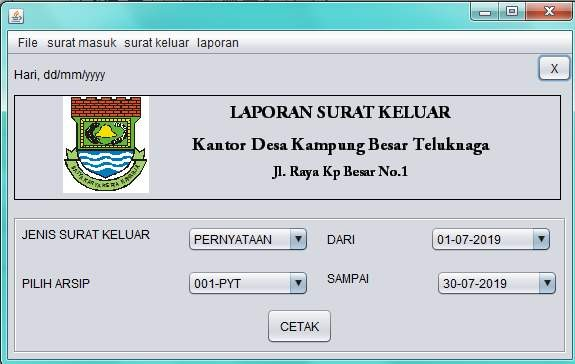 File surat masuk surat keluar laporan
Hari, dd/mm/yyyy
X
LAPORAN SURAT KELUAR
Kantor Desa Kampung Besar Teluknaga
Jl. Raya Kp Besar No.1
JENIS SURAT KELUAR PERNYATAAN DARI 01-07-2019
PILIH ARSIP 001-PYT SAMPAI 30-07-2019
CETAK